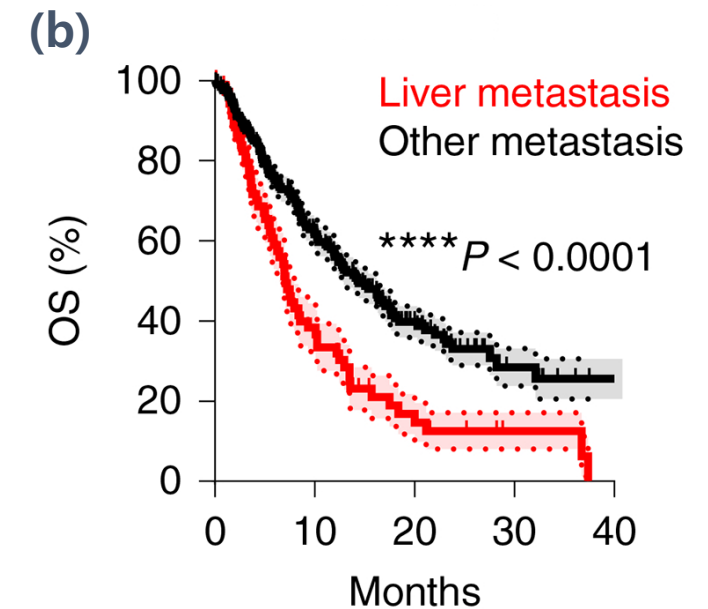 (b)
Liver metastasis
Other metastasis
****P < 0.0001
OS (%)
100
80
60
40
20
0
0 10 20 30 40
Months